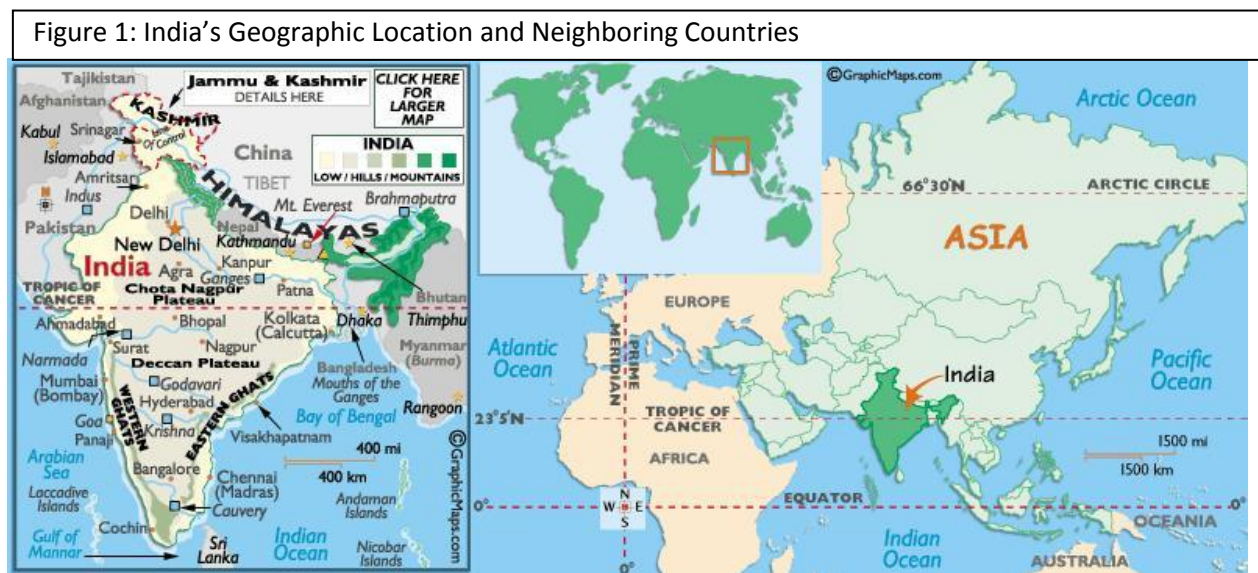 Figure 1: India’s Geographic Location and Neighboring Countries
Tajikistan
Afghanistan
Jammu & Kashmir
DETAILS HERE
CLICK HERE
FOR
LARGER
MAP
KASHMIR
Line
Of Control
Kabul
Srinagar
Islamabad
China
TIBET
INDIA
LOW / HILLS / MOUNTAINS
Amritsar
Indus
N
HIMALAYAS
Mt. Everest
Brahmaputra
Pakistan
Delhi
New Delhi
Nepal
Kathmandu
India
Agra
Kanpur
Ganges
Patna
Chota Nagpur
Plateau
Bhutan
Thimphu
TROPIC OF
CANCER
Ahmadabad
Bhopal
Kolkata
(Calcutta)
Dhaka
Myanmar
(Burma)
Narmada
Surat
Nagpur
Deccan Plateau
Bangladesh
Mouths of the
Ganges
Mumbai
(Bombay)
Godavari
Hyderabad
WESTERN
GHATS
EASTERN GHATS
Bay of Bengal
Rangoon
Goa
Panaji
Krishna
Visakhapatnam
Arabian
Sea
Bangalore
400 mi
400 km
Laccadive
Islands
Chennai
(Madras)
Cauvery
Andaman
Islands
Cochin
Gulf of
Mannar
Sri
Lanka
Indian
Ocean
Nicobar
Islands
©GraphicMaps.com
©GraphicMaps.com
Arctic Ocean
66°30'N
ARCTIC CIRCLE
ASIA
EUROPE
Atlantic
Ocean
PRIME
MERIDIAN
Pacific
Ocean
India
23°5'N
TROPIC OF
CANCER
AFRICA
1500 mi
1500 km
EQUATOR
0°
N
W E
S
0°
OCEANIA
Indian
Ocean
AUSTRALIA
0°